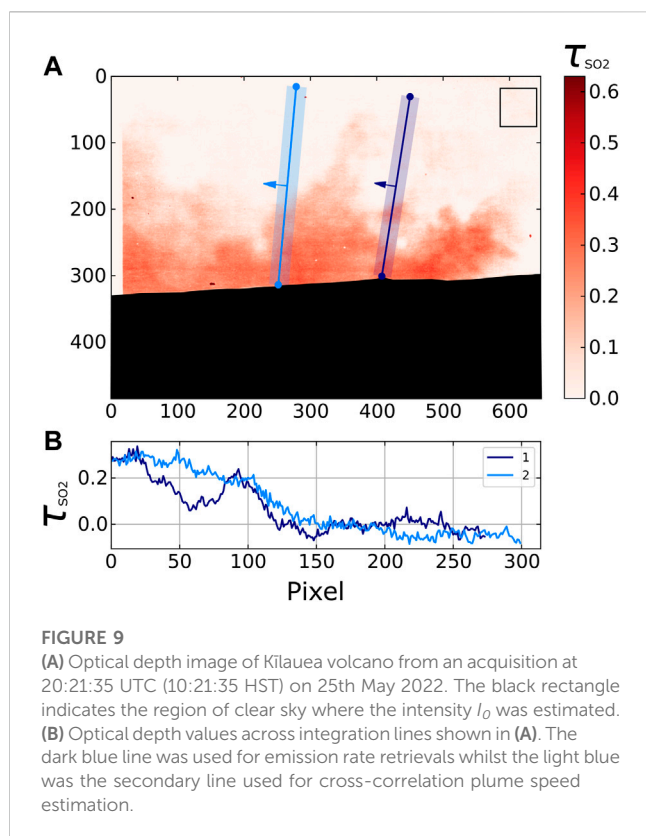 A
τSO2
0
100
200
300
400
0 100 200 300 400 500 600
0.6
0.5
0.4
0.3
0.2
0.1
0.0
B
τSO2
0.2
0.0
1
2
0 50 100 150 200 250 300
Pixel
FIGURE 9
(A) Optical depth image of Kīlauea volcano from an acquisition at
20:21:35 UTC (10:21:35 HST) on 25th May 2022. The black rectangle
indicates the region of clear sky where the intensity I0 was estimated.
(B) Optical depth values across integration lines shown in (A). The
dark blue line was used for emission rate retrievals whilst the light blue
was the secondary line used for cross-correlation plume speed
estimation.